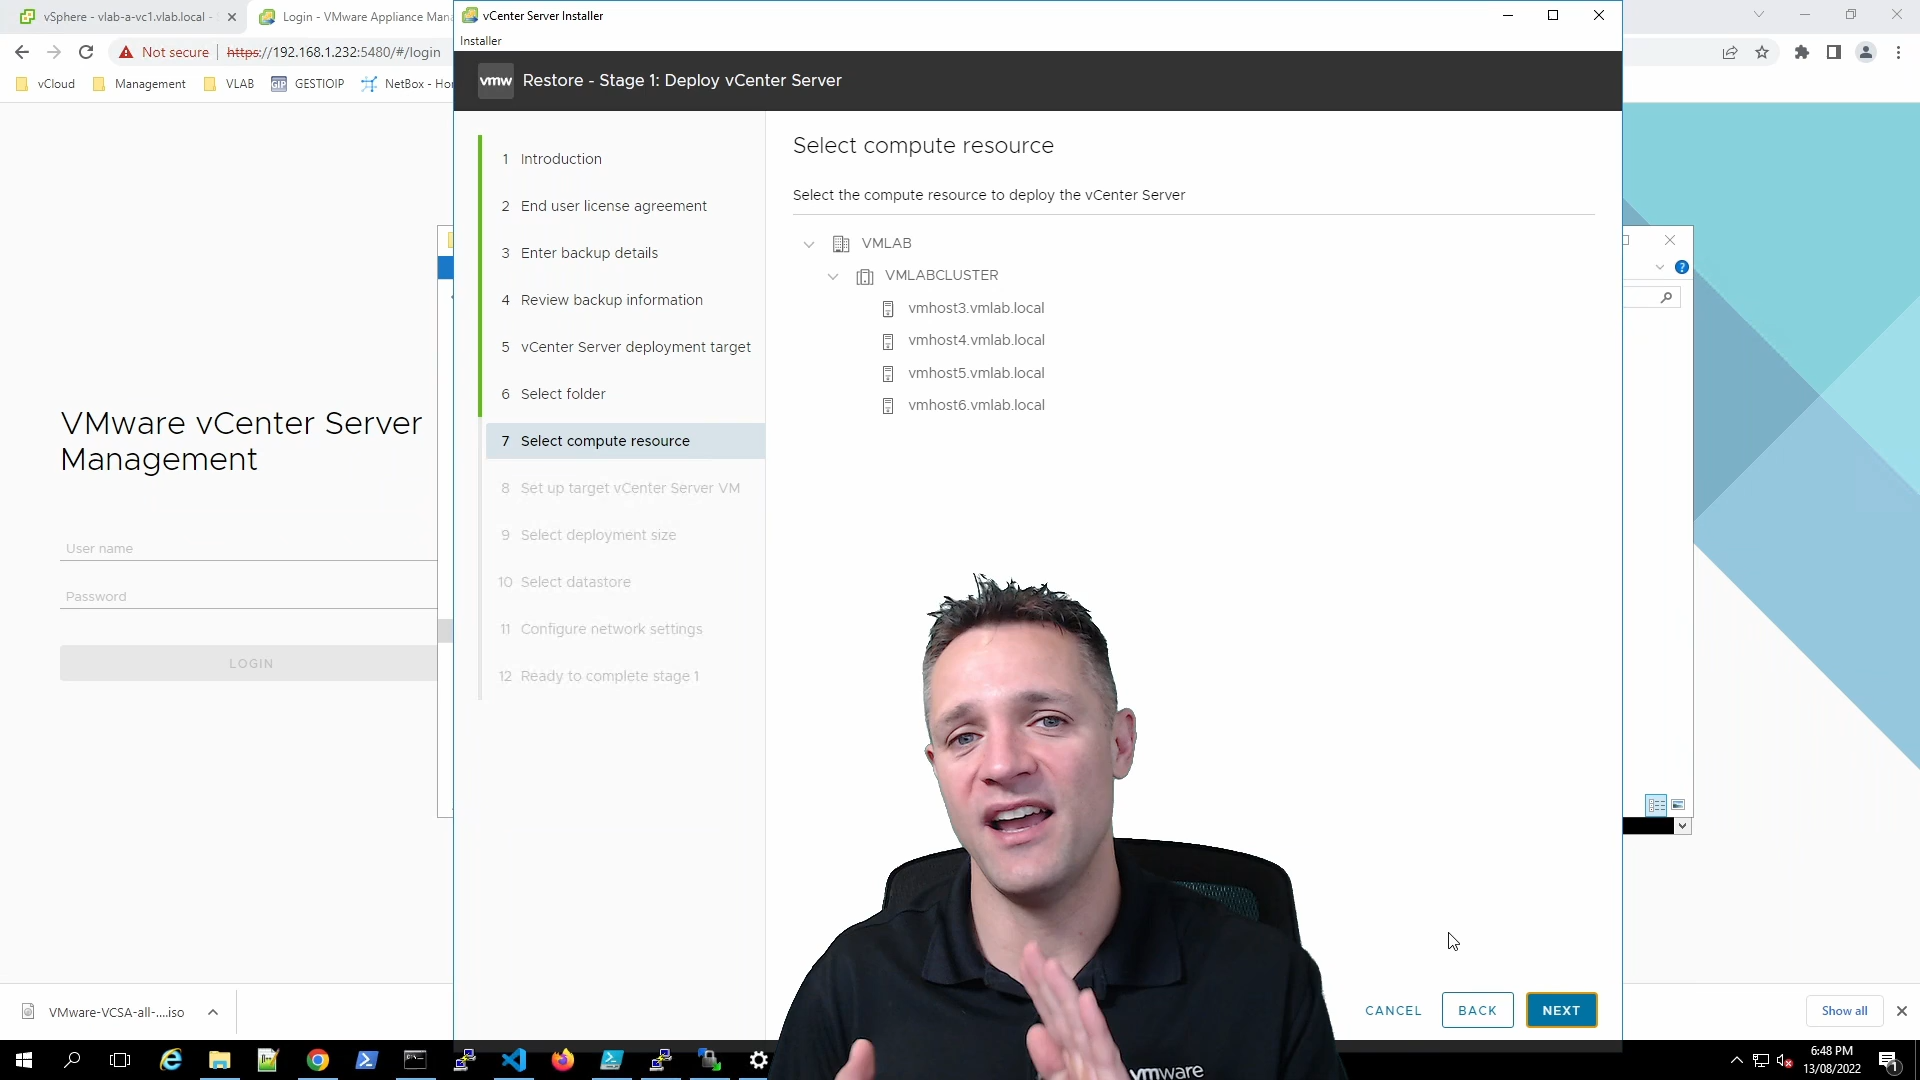 vSphere - vlab-a-vc1.vlab.local -
Login - VMware Appliance Mana
vCenter Server Installer
Installer
Not secure
https://192.168.1.232:5480/#/login
vCloud
Management
VLAB
GIP GESTIOIP
NetBox - Ho
vmw Restore - Stage 1: Deploy vCenter Server
1 Introduction
2 End user license agreement
3 Enter backup details
4 Review backup information
5 vCenter Server deployment target
6 Select folder
7 Select compute resource
8 Set up target vCenter Server VM
9 Select deployment size
10 Select datastore
11 Configure network settings
12 Ready to complete stage 1
Select compute resource
Select the compute resource to deploy the vCenter Server
VMLAB
VMLABCLUSTER
vmhost3.vmlab.local
vmhost4.vmlab.local
vmhost5.vmlab.local
vmhost6.vmlab.local
VMware vCenter Server
Management
User name
Password
LOGIN
CANCEL
BACK
NEXT
vmware
VMware-VCSA-all-....iso
Show all
6:48 PM
13/08/2022
1